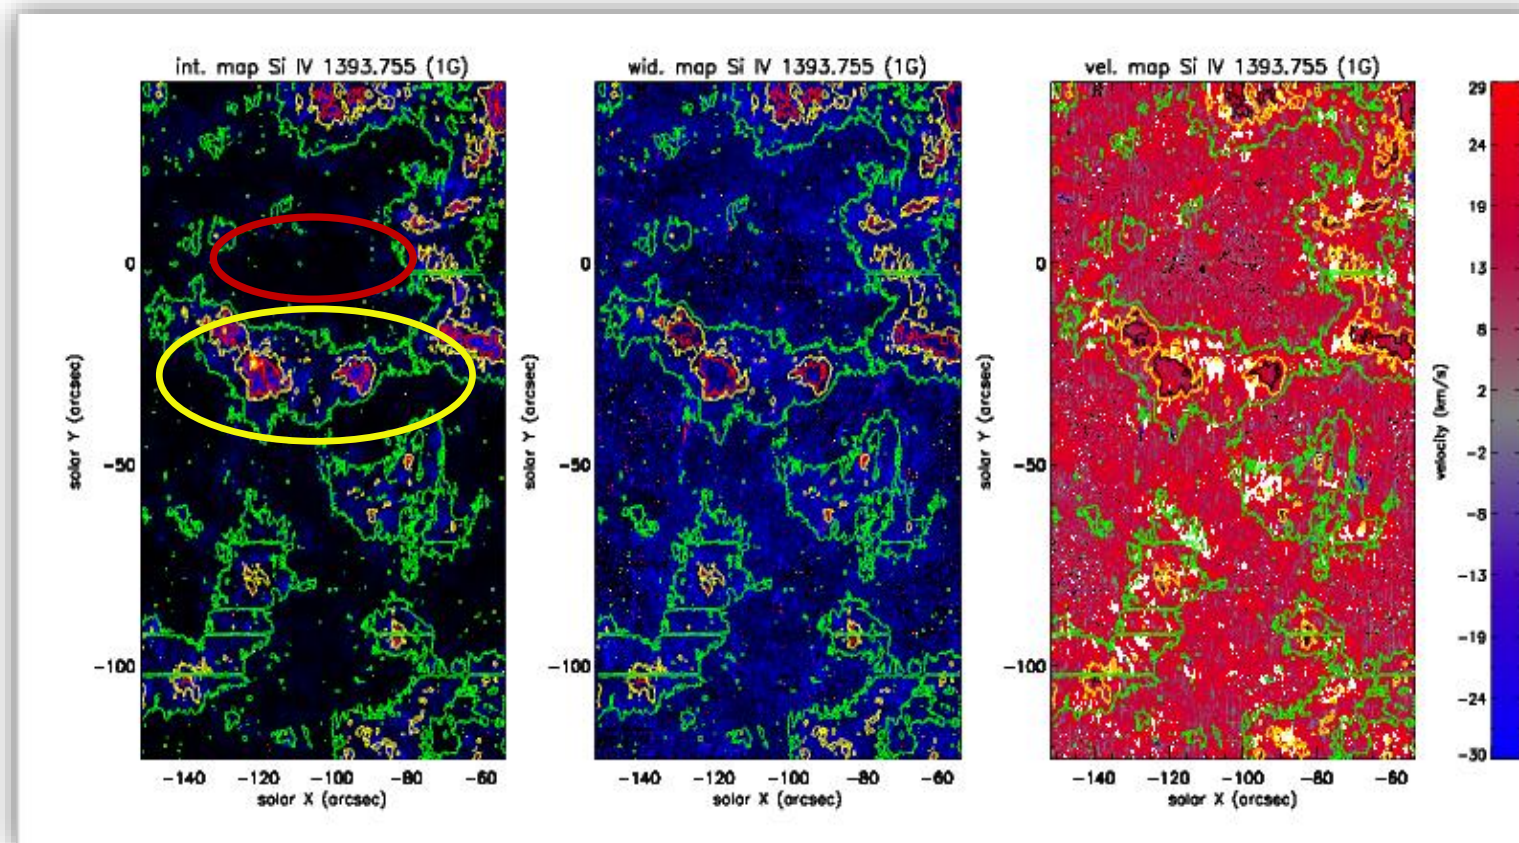 int. map Si IV 1393.755 (1G)
wid. map Si IV 1393.755 (1G)
vel. map Si IV 1393.755 (1G)
0
-50
-100
solar Y (arcsec)
-140 -120 -100 -80 -60
solar X (arcsec)
0
-50
-100
solar Y (arcsec)
-140 -120 -100 -80 -60
solar X (arcsec)
0
-50
-100
solar Y (arcsec)
-140 -120 -100 -80 -60
solar X (arcsec)
29
24
19
13
8
2
-2
-8
-13
-19
-24
-30
velocity (km/s)